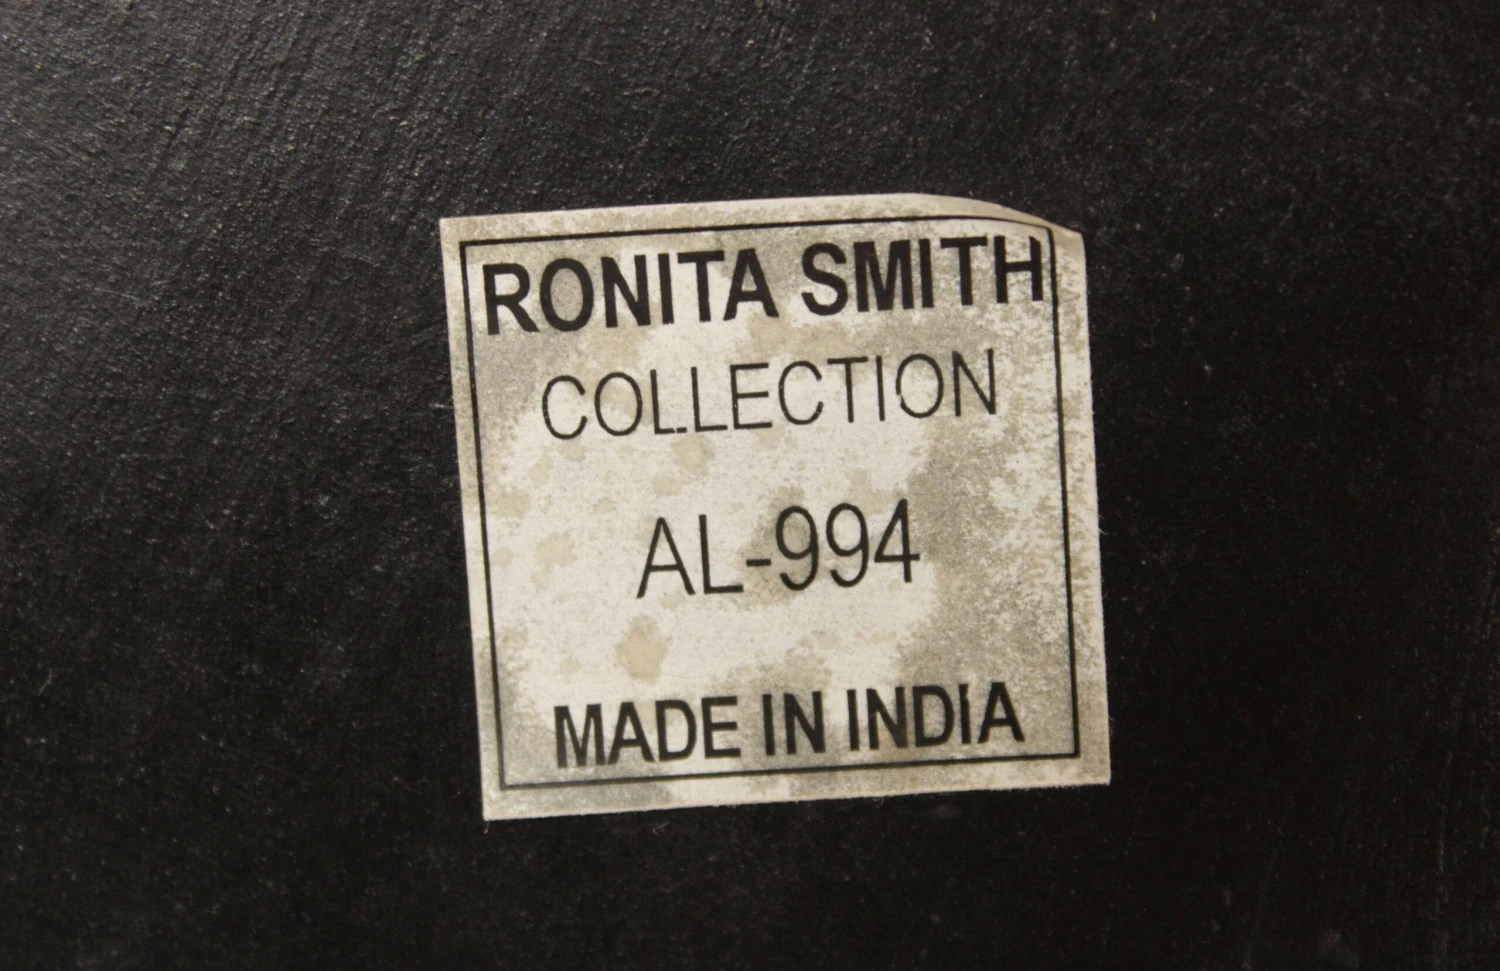 RONITA SMITH
COLLECTION
AL-994
MADE IN INDIA